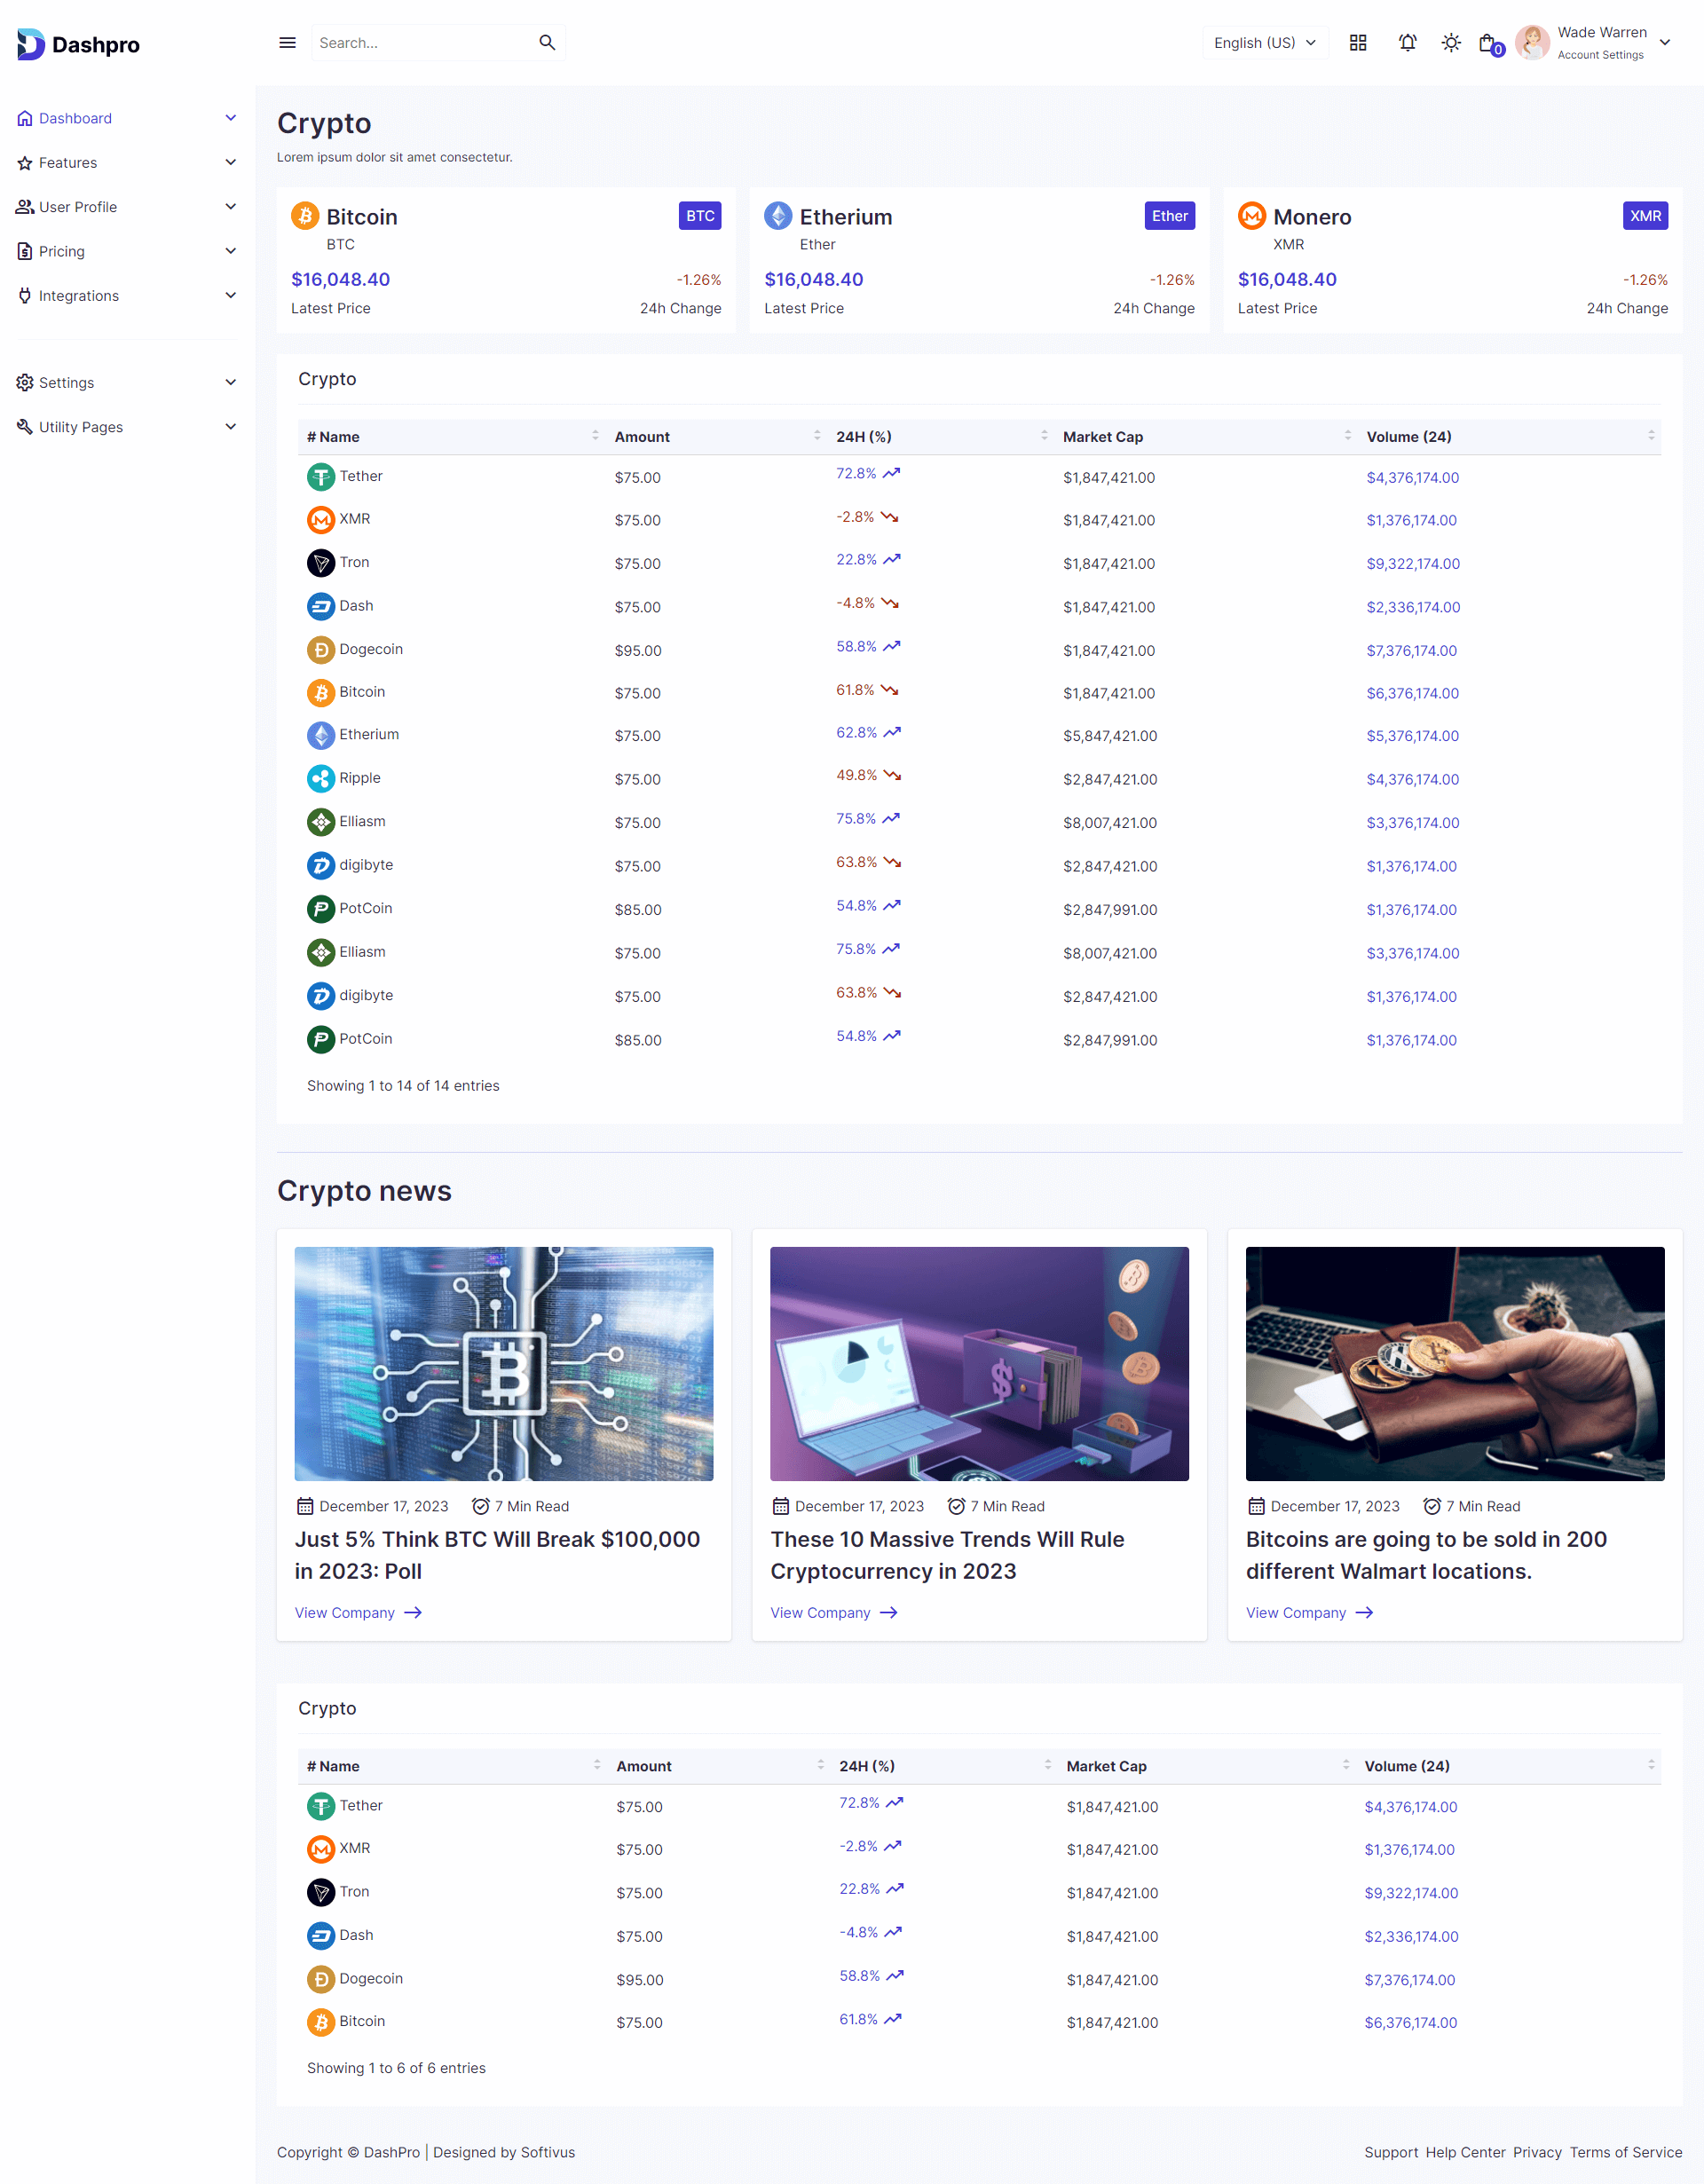 Dashpro
Search...
English (US)
0
Wade Warren
Account Settings
Dashboard
Features
User Profile
Pricing
Integrations
Settings
Utility Pages
Crypto
Lorem ipsum dolor sit amet consectetur.
Bitcoin BTC
BTC
$16,048.40 -1.26%
Latest Price 24h Change
Etherium Ether
Ether
$16,048.40 -1.26%
Latest Price 24h Change
Monero XMR
XMR
$16,048.40 -1.26%
Latest Price 24h Change
Crypto
# Name Amount 24H (%) Market Cap Volume (24)
Tether $75.00 72.8% $1,847,421.00 $4,376,174.00
XMR $75.00 -2.8% $1,847,421.00 $1,376,174.00
Tron $75.00 22.8% $1,847,421.00 $9,322,174.00
Dash $75.00 -4.8% $1,847,421.00 $2,336,174.00
Dogecoin $95.00 58.8% $1,847,421.00 $7,376,174.00
Bitcoin $75.00 61.8% $1,847,421.00 $6,376,174.00
Etherium $75.00 62.8% $5,847,421.00 $5,376,174.00
Ripple $75.00 49.8% $2,847,421.00 $4,376,174.00
Elliasm $75.00 75.8% $8,007,421.00 $3,376,174.00
digibyte $75.00 63.8% $2,847,421.00 $1,376,174.00
PotCoin $85.00 54.8% $2,847,991.00 $1,376,174.00
Elliasm $75.00 75.8% $8,007,421.00 $3,376,174.00
digibyte $75.00 63.8% $2,847,421.00 $1,376,174.00
PotCoin $85.00 54.8% $2,847,991.00 $1,376,174.00
Showing 1 to 14 of 14 entries
Crypto news
December 17, 2023 7 Min Read
Just 5% Think BTC Will Break $100,000
in 2023: Poll
View Company
December 17, 2023 7 Min Read
These 10 Massive Trends Will Rule
Cryptocurrency in 2023
View Company
December 17, 2023 7 Min Read
Bitcoins are going to be sold in 200
different Walmart locations.
View Company
Crypto
# Name Amount 24H (%) Market Cap Volume (24)
Tether $75.00 72.8% $1,847,421.00 $4,376,174.00
XMR $75.00 -2.8% $1,847,421.00 $1,376,174.00
Tron $75.00 22.8% $1,847,421.00 $9,322,174.00
Dash $75.00 -4.8% $1,847,421.00 $2,336,174.00
Dogecoin $95.00 58.8% $1,847,421.00 $7,376,174.00
Bitcoin $75.00 61.8% $1,847,421.00 $6,376,174.00
Showing 1 to 6 of 6 entries
Copyright © DashPro | Designed by Softivus
Support Help Center Privacy Terms of Service